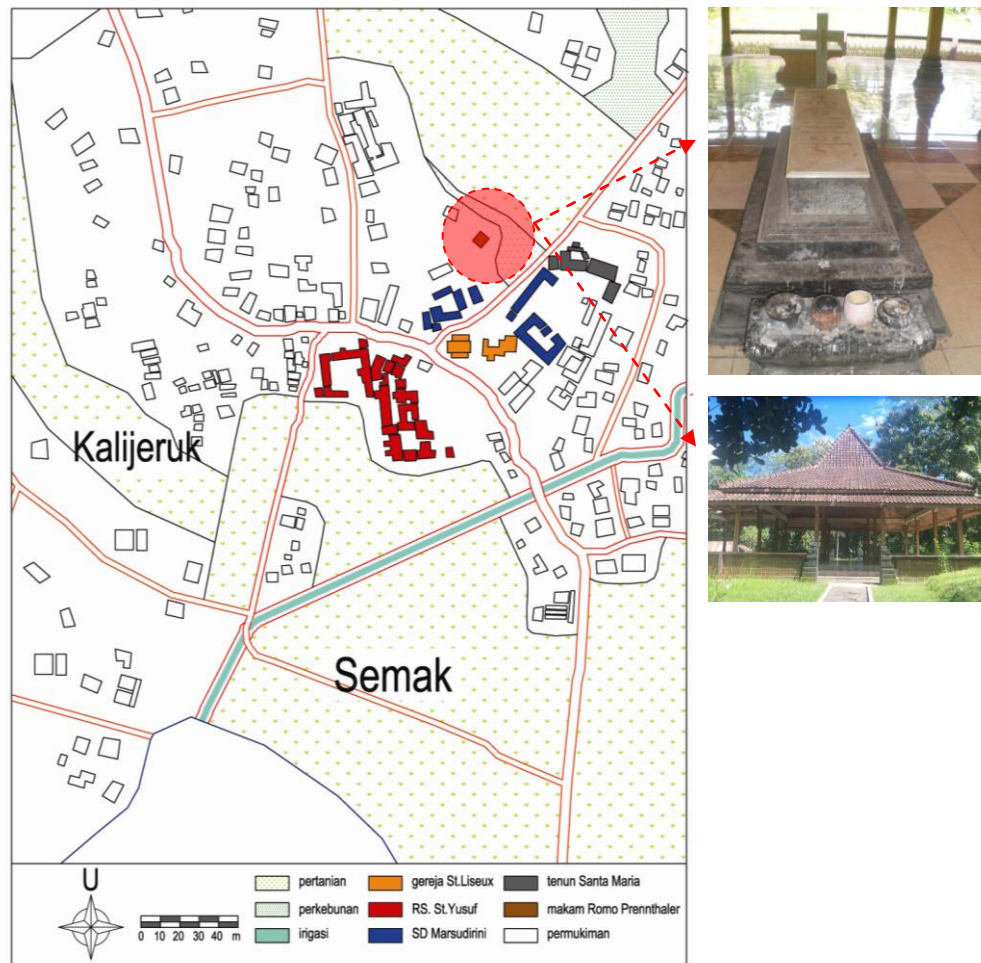 Kalijeruk
Semak
U
0 10 20 30 40 m
pertanian
perkebunan
irigasi
gereja St.Liseux
RS. St.Yusuf
SD Marsudirini
tenun Santa Maria
makam Romo Prennthaler
permukiman